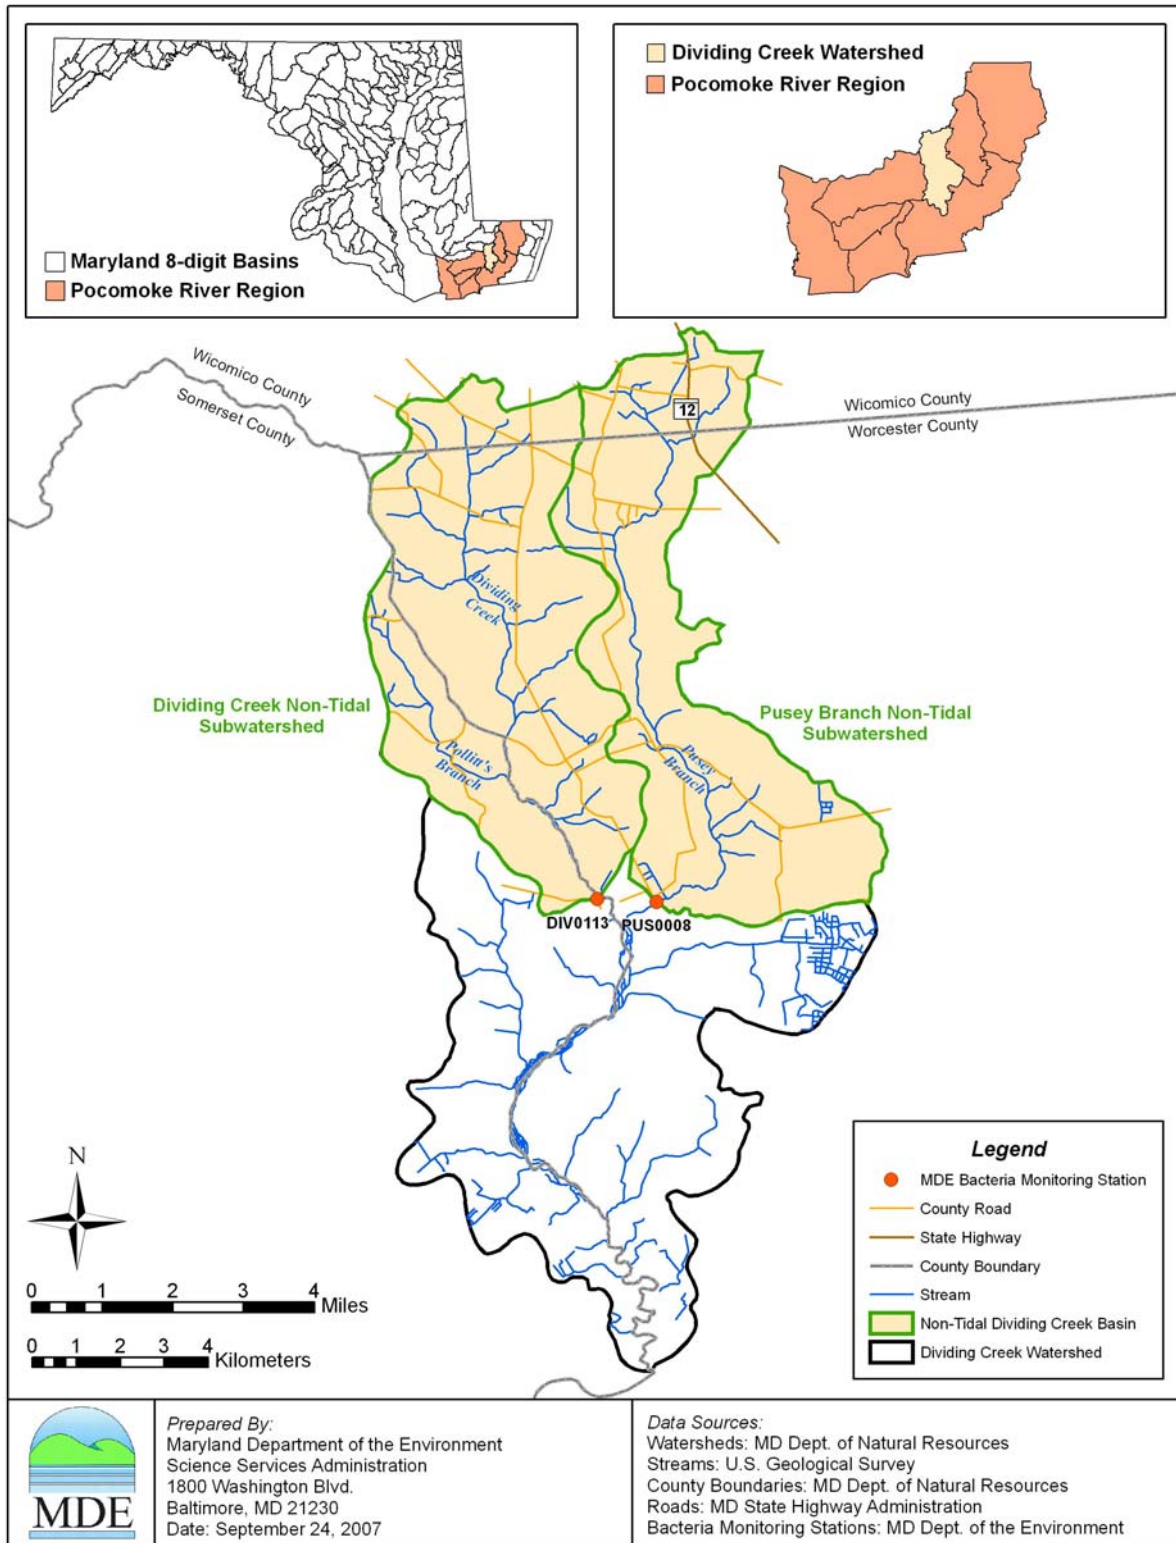 Maryland 8-digit Basins
Pocomoke River Region
Dividing Creek Watershed
Pocomoke River Region
Wicomico County
Somerset County
12
Wicomico County
Worcester County
Dividing
Creek
Dividing Creek Non-Tidal
Subwatershed
Pusey Branch Non-Tidal
Subwatershed
Pollin's
Branch
Pusey
Branch
DIV0113
PUS0008
N
0 1 2 3 4
Miles
0 1 2 3 4
Kilometers
Legend
MDE Bacteria Monitoring Station
County Road
State Highway
County Boundary
Stream
Non-Tidal Dividing Creek Basin
Dividing Creek Watershed
MDE
Prepared By:
Maryland Department of the Environment
Science Services Administration
1800 Washington Blvd.
Baltimore, MD 21230
Date: September 24, 2007
Data Sources:
Watersheds: MD Dept. of Natural Resources
Streams: U.S. Geological Survey
County Boundaries: MD Dept. of Natural Resources
Roads: MD State Highway Administration
Bacteria Monitoring Stations: MD Dept. of the Environment